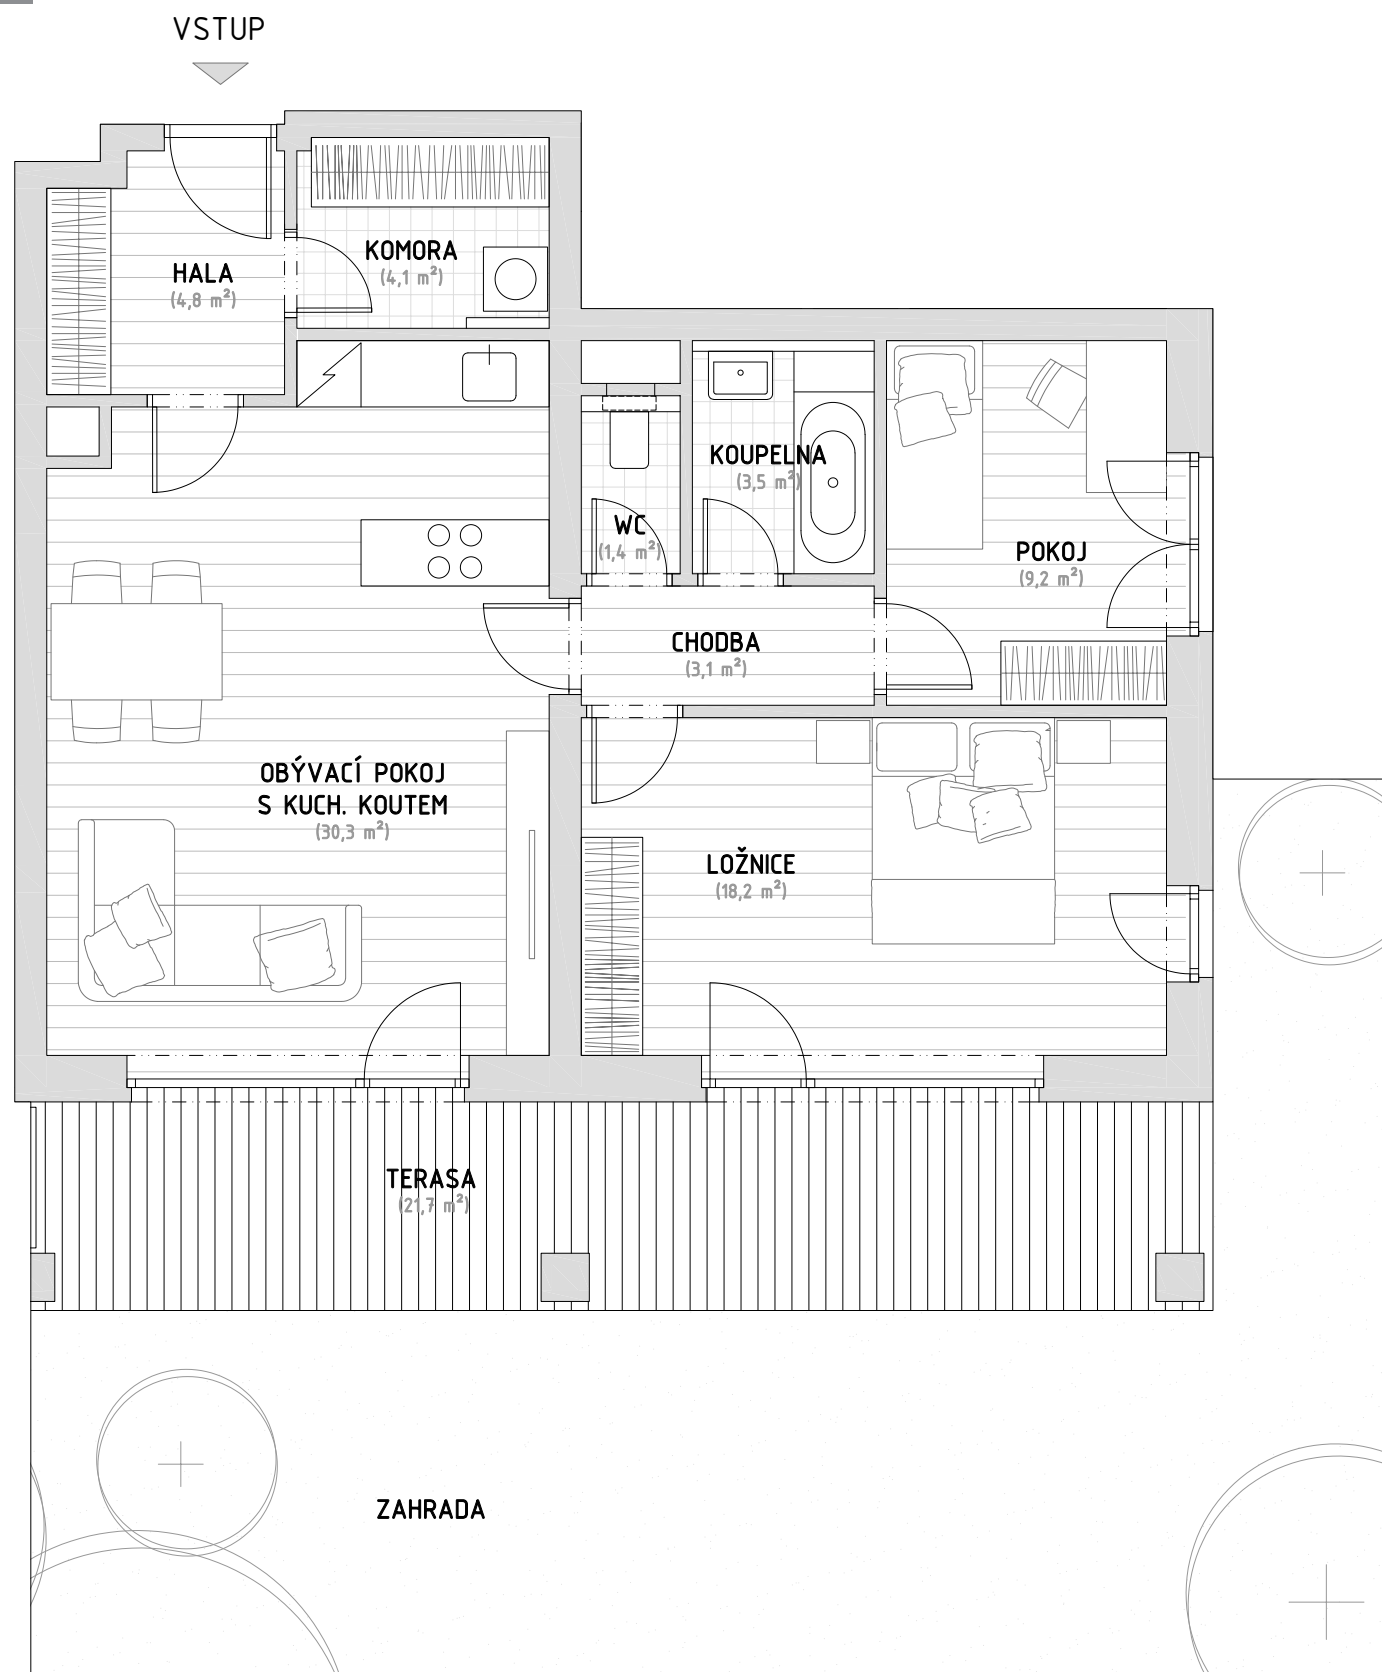 VSTUP
KOMORA
(4,1 m²)
HALA
(4,8 m²)
KOUPELNA
(3,5 m²)
WC
(1,4 m²)
POKOJ
(9,2 m²)
CHODBA
(3,1 m²)
OBÝVACÍ POKOJ
S KUCH. KOUTEM
(30,3 m²)
LOŽNICE
(18,2 m²)
TERASA
(21,7 m²)
ZAHRADA